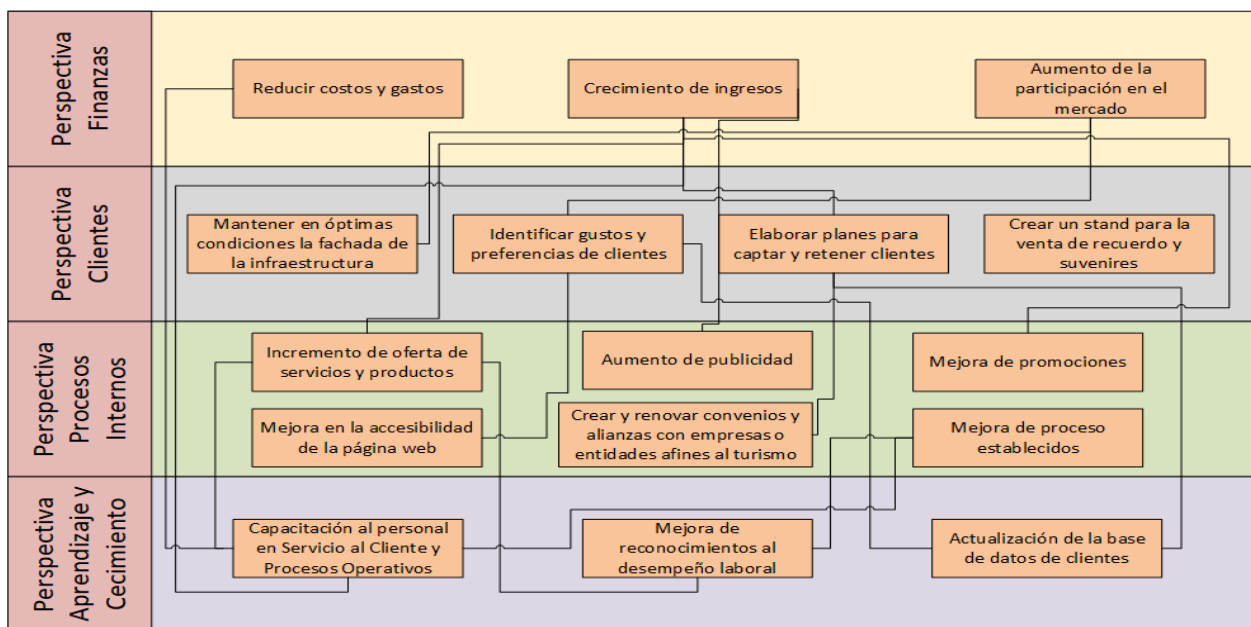 Perspectiva
Finanzas
Reducir costos y gastos
Crecimiento de ingresos
Aumento de la
participación en el
mercado
Perspectiva
Clientes
Mantener en óptimas
condiciones la fachada de
la infraestructura
Identificar gustos y
preferencias de clientes
Elaborar planes para
captar y retener clientes
Crear un stand para la
venta de recuerdo y
suvenires
Perspectiva
Procesos
Internos
Incremento de oferta de
servicios y productos
Aumento de publicidad
Mejora de promociones
Mejora en la accesibilidad
de la página web
Crear y renovar convenios y
alianzas con empresas o
entidades afines al turismo
Mejora de proceso
establecidos
Perspectiva
Aprendizaje y
Cecimiento
Capacitación al personal
en Servicio al Cliente y
Procesos Operativos
Mejora de
reconocimientos al
desempeño laboral
Actualización de la base
de datos de clientes